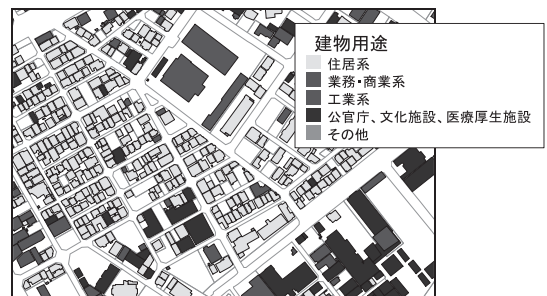 建物用途
住居系
業務・商業系
工業系
公官庁、文化施設、医療厚生施設
その他